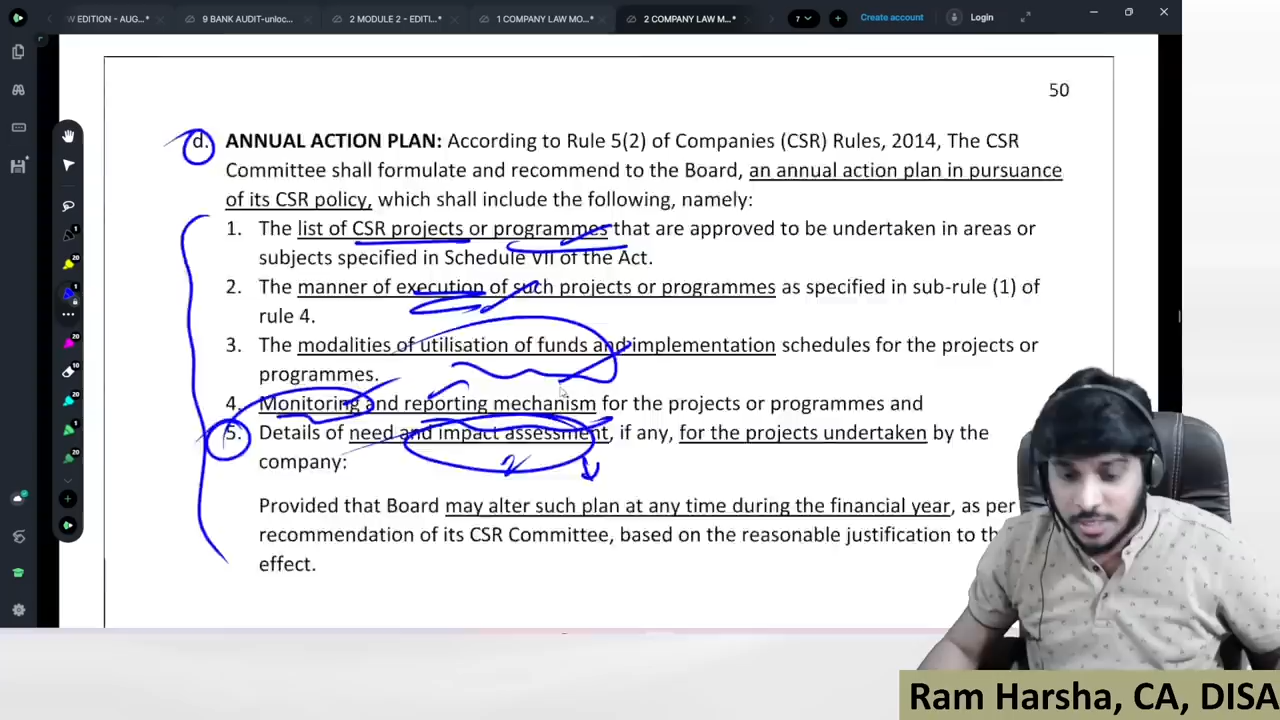 W EDITION - AUG...*
9 BANK AUDIT-unloc...
2 MODULE 2 - EDITI...*
1 COMPANY LAW MO...*
2 COMPANY LAW M...*
7
Create account
Login
50
d. ANNUAL ACTION PLAN: According to Rule 5(2) of Companies (CSR) Rules, 2014, The CSR
Committee shall formulate and recommend to the Board, an annual action plan in pursuance
of its CSR policy, which shall include the following, namely:
1. The list of CSR projects or programmes that are approved to be undertaken in areas or
subjects specified in Schedule VII of the Act.
2. The manner of execution of such projects or programmes as specified in sub-rule (1) of
rule 4.
3. The modalities of utilisation of funds and implementation schedules for the projects or
programmes.
4. Monitoring and reporting mechanism for the projects or programmes and
5. Details of need and impact assessment, if any, for the projects undertaken by the
company:
Provided that Board may alter such plan at any time during the financial year, as per
recommendation of its CSR Committee, based on the reasonable justification to th
effect.
Ram Harsha, CA, DISA